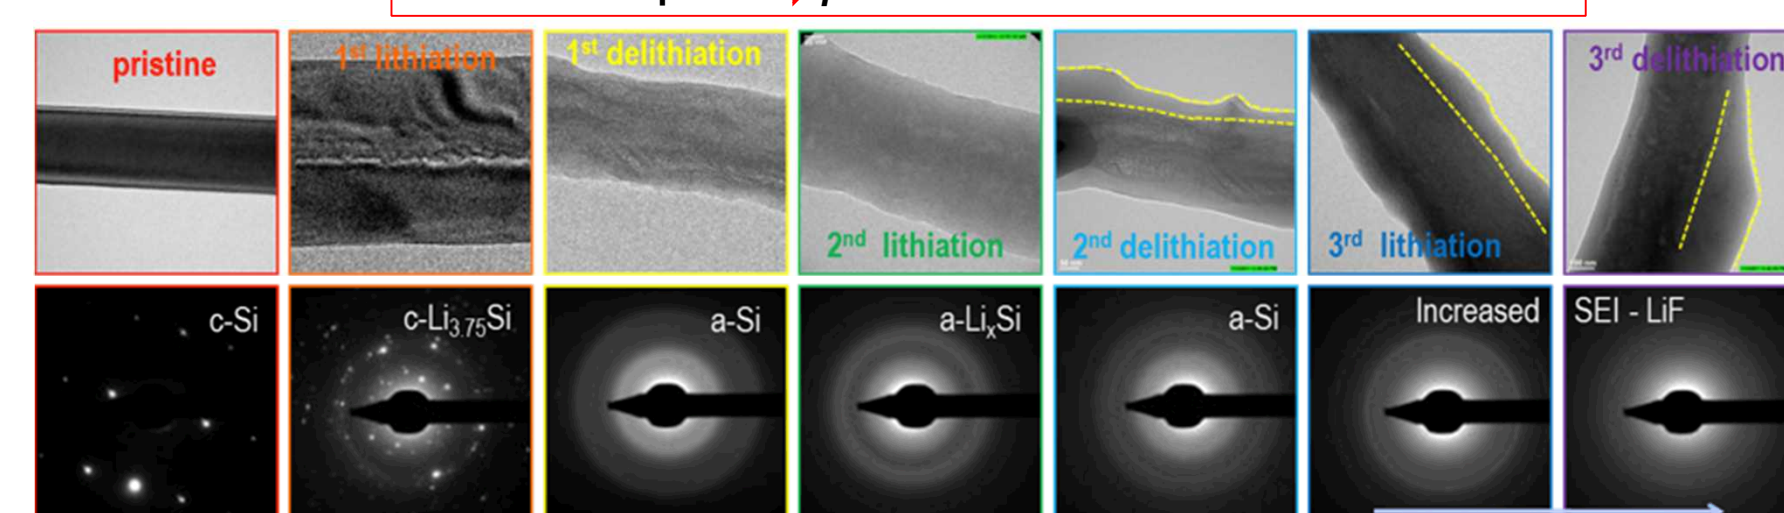 pristine
1st lithiation
1st delithiation
2nd lithiation
2nd delithiation
3rd lithiation
3rd delithiation
c-Si
c-Li3.75Si
a-Si
a-LixSi
a-Si
Increased
SEI - LiF